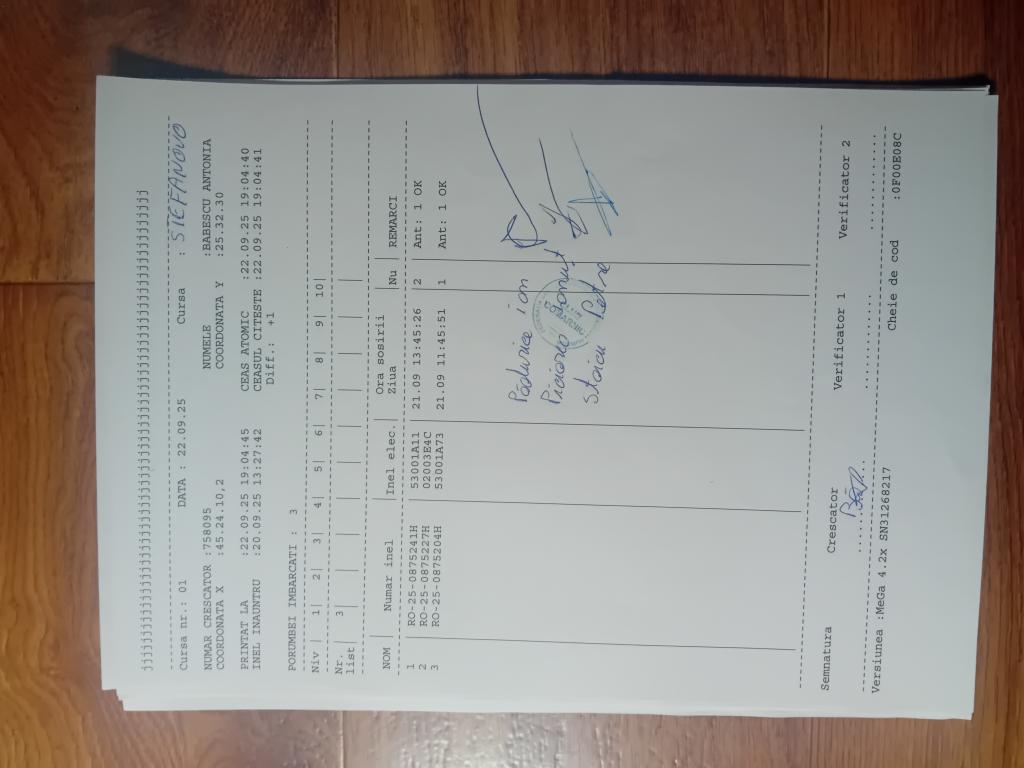 jjjjjjjjjjjjjjjjjjjjjjjjjjjjjjjjjjjjjjjjjjjjjjjjjjjjjjjjjjjjjjjjjjjjjjjjjjjj
Cursa nr.: 01 DATA : 22.09.25 Cursa : STEFANOVO
NUMAR CRESCATOR :758095 NUMELE :BABESCU ANTONIA
COORDONATA X :45.24.10,2 COORDONATA Y :25.32.30
PRINTAT LA :22.09.25 19:04:45 CEAS ATOMIC :22.09.25 19:04:40
INEL INAUNTRU :20.09.25 13:27:42 CEASUL CITESTE :22.09.25 19:04:41
Diff.: +1
PORUMBEI IMBARCATI : 3
Niv | 1| 2| 3| 4| 5| 6| 7| 8| 9| 10|
Nr. | 3 | | | | | | | | | |
list|
NOM | Numar inel | Inel elec. | Ora sosirii | Nu | REMARCI
Ziua
1 RO-25-0875241H 53001A11 21.09 13:45:26 2 Ant: 1 OK
2 RO-25-0875227H 02003E4C
3 RO-25-0875204H 53001A73 21.09 11:45:51 1 Ant: 1 OK
Pădurice ion
Ionuț
Stoicu Petre
Semnatura Crescator Verificator 1 Verificator 2
Versiunea :MeGa 4.2x SN31268217 Cheie de cod :0F00E08C